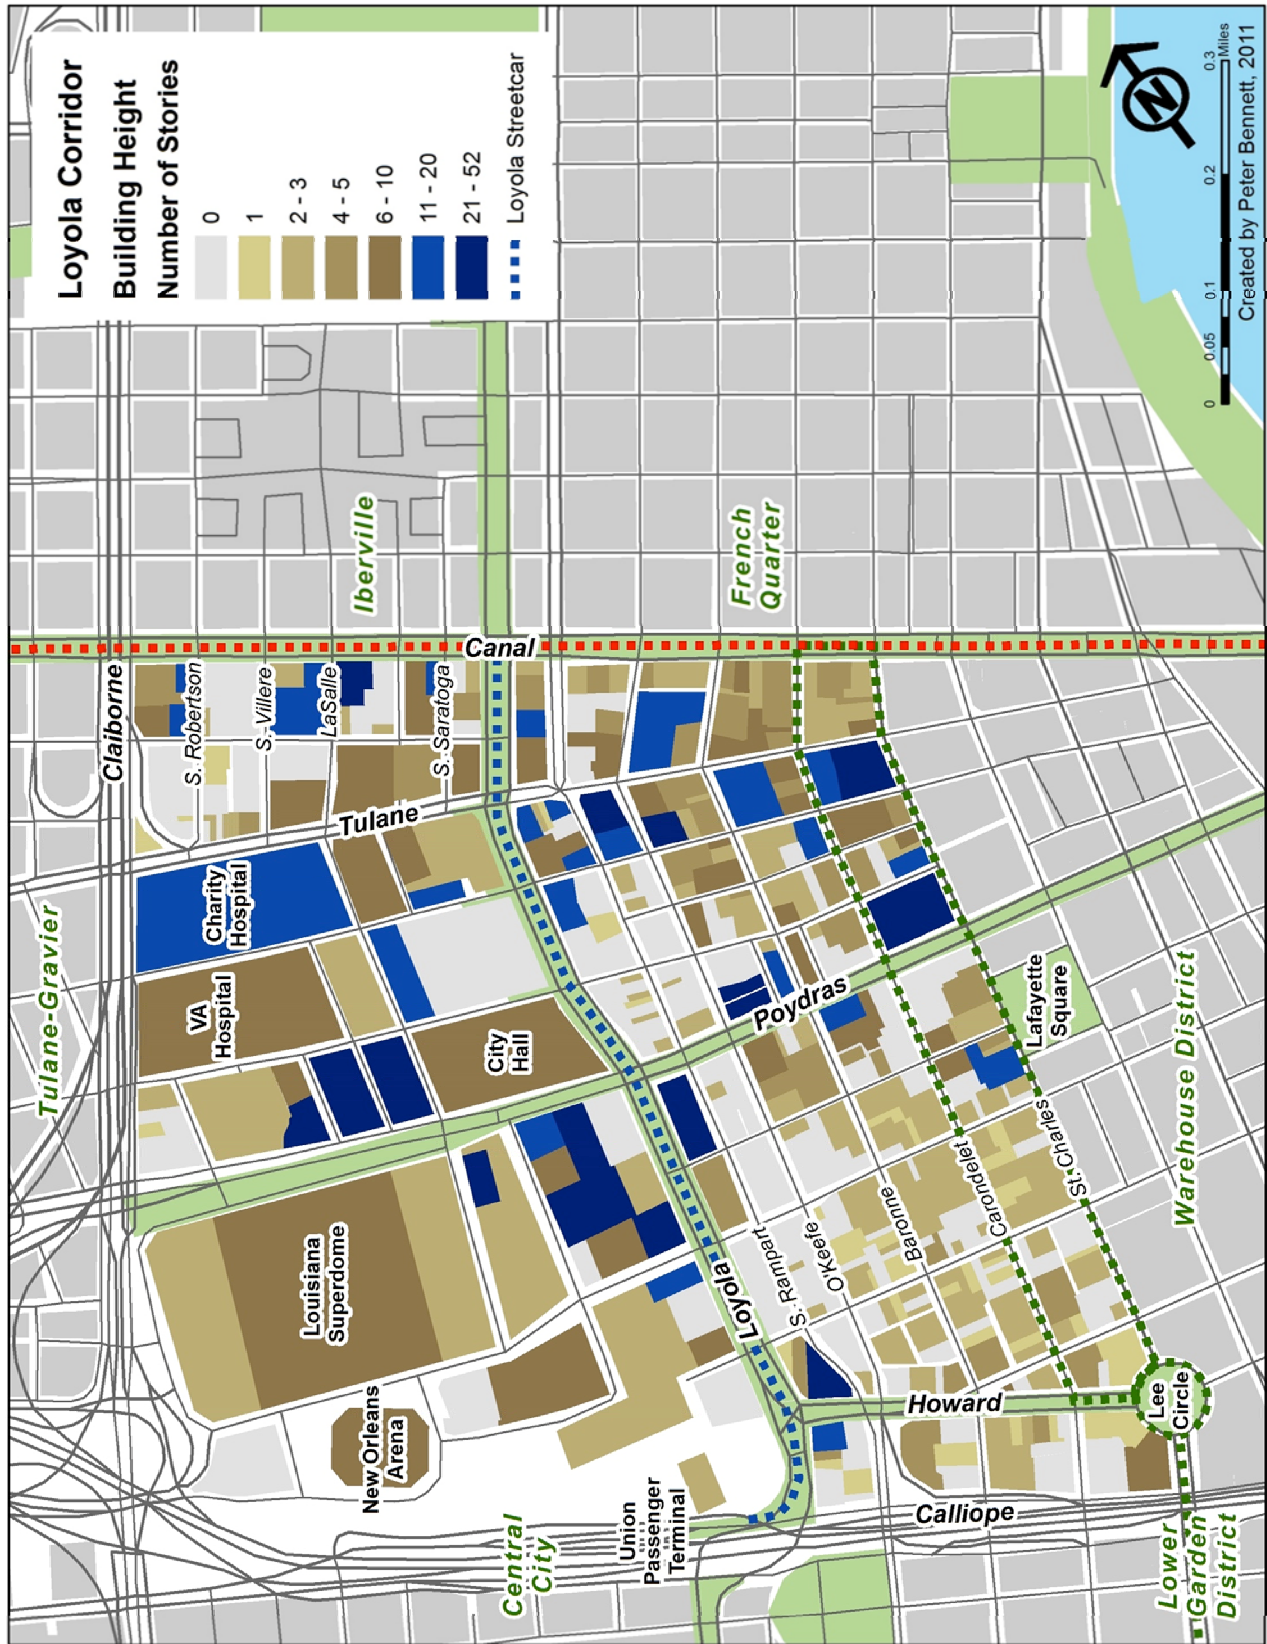 Loyola Corridor
Building Height
Number of Stories
0
1
2 - 3
4 - 5
6 - 10
11 - 20
21 - 52
Loyola Streetcar
Iberville
French
Quarter
Canal
Claiborne
S. Robertson
S. Villere
LaSalle
S. Saratoga
Tulane
Tulane-Gravier
Charity
Hospital
VA
Hospital
City
Hall
Poydras
Lafayette
Square
Warehouse District
Louisiana
Superdome
Loyola
S. Rampart
O'Keefe
Baronne
Carondelet
St. Charles
New Orleans
Arena
Howard
Lee
Circle
Union
Passenger
Terminal
Calliope
Central
City
Lower
Garden
District
N
0 0.05 0.1 0.2 0.3
Miles
Created by Peter Bennett, 2011